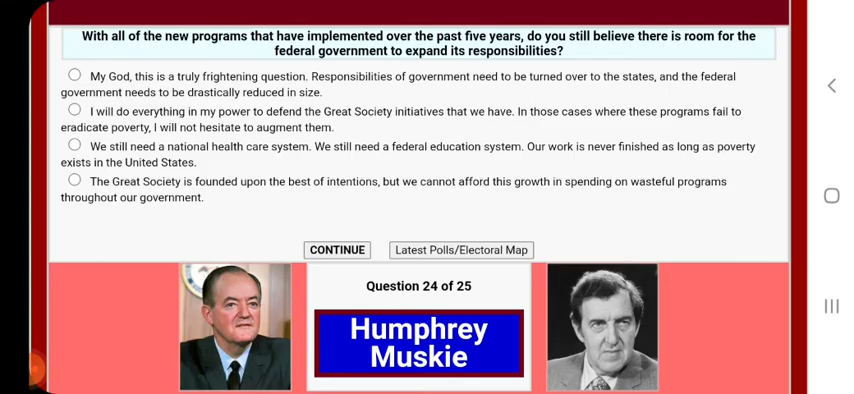 With all of the new programs that have implemented over the past five years, do you still believe there is room for the
federal government to expand its responsibilities?
My God, this is a truly frightening question. Responsibilities of government need to be turned over to the states, and the federal
government needs to be drastically reduced in size.
I will do everything in my power to defend the Great Society initiatives that we have. In those cases where these programs fail to
eradicate poverty, I will not hesitate to augment them.
We still need a national health care system. We still need a federal education system. Our work is never finished as long as poverty
exists in the United States.
The Great Society is founded upon the best of intentions, but we cannot afford this growth in spending on wasteful programs
throughout our government.
CONTINUE Latest Polls/Electoral Map
Question 24 of 25
Humphrey
Muskie